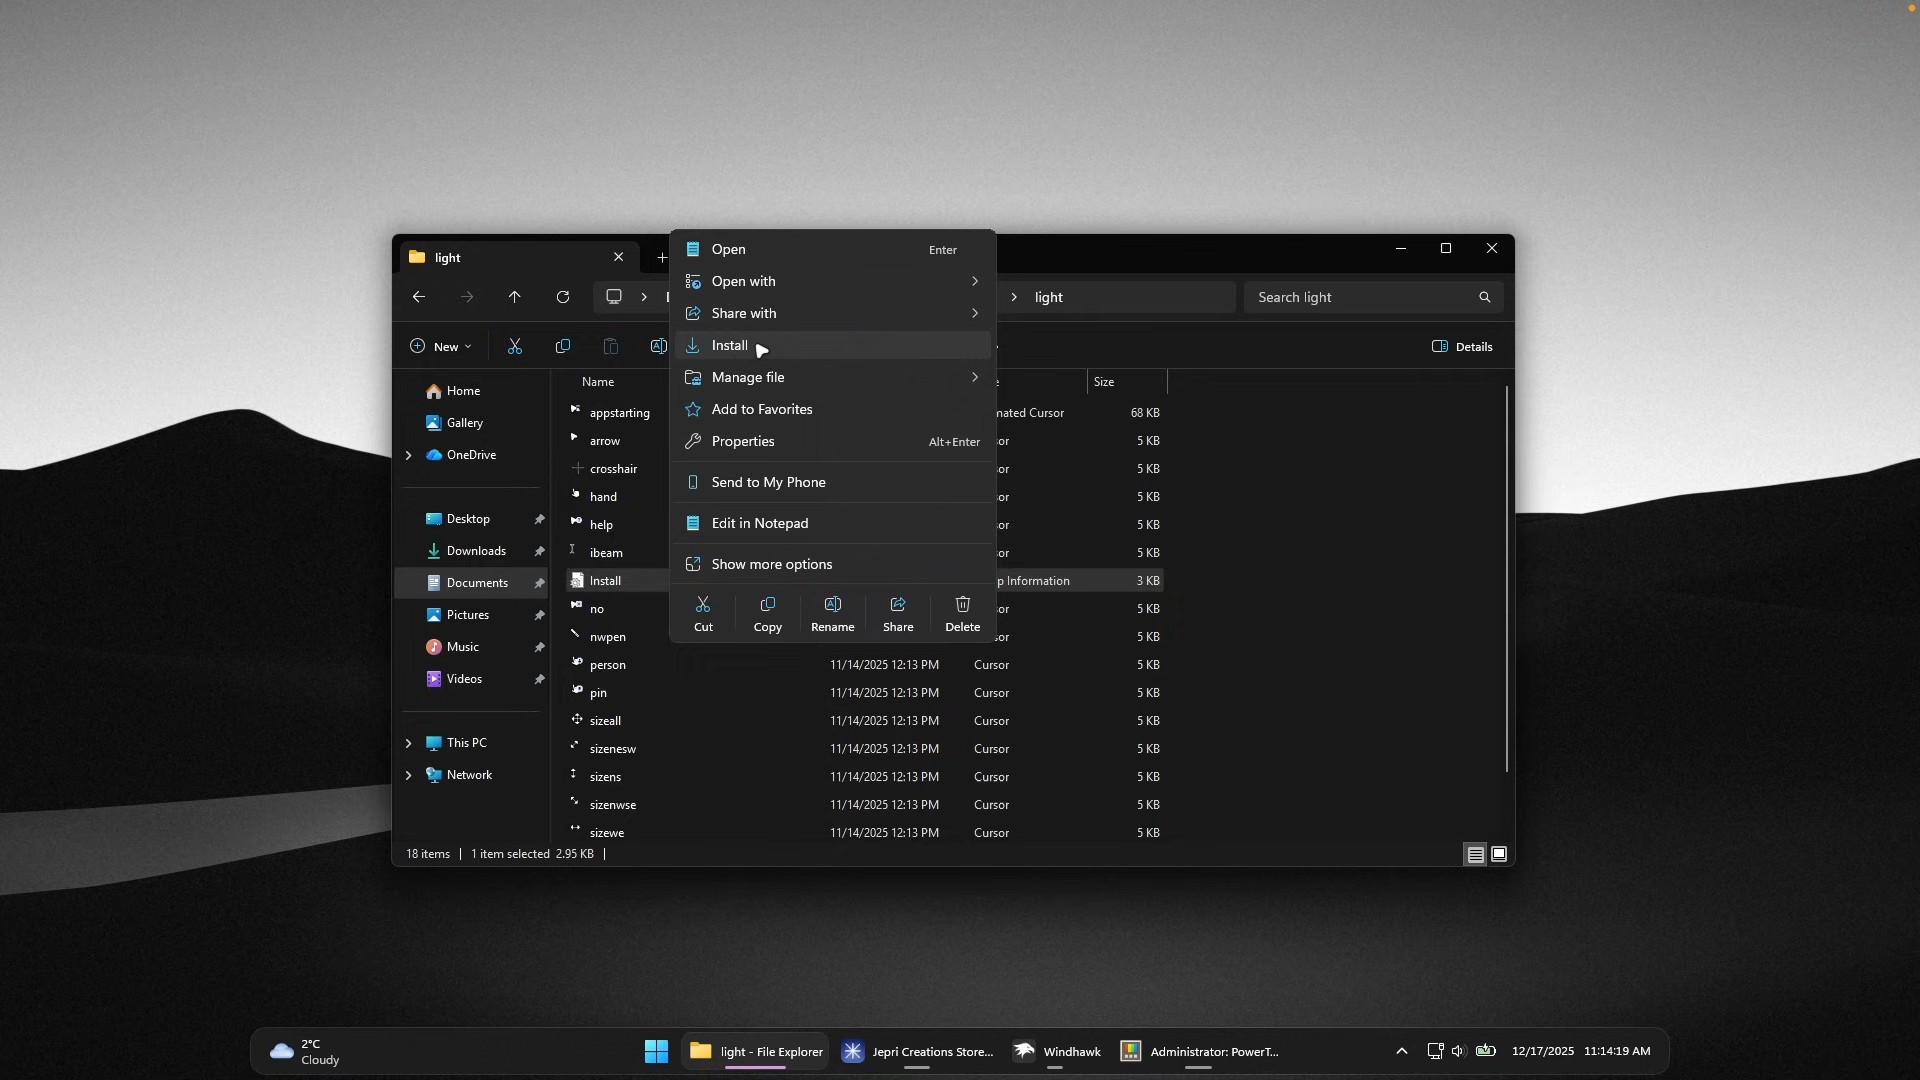 light
light
Search light
New
Details
Open Enter
Open with
Share with
Install
Manage file
Add to Favorites
Properties Alt+Enter
Send to My Phone
Edit in Notepad
Show more options
Cut Copy Rename Share Delete
Home
Gallery
OneDrive
Desktop
Downloads
Documents
Pictures
Music
Videos
This PC
Network
Name Size
appstarting mated Cursor 68 KB
arrow or 5 KB
crosshair or 5 KB
hand or 5 KB
help or 5 KB
ibeam or 5 KB
Install p Information 3 KB
no or 5 KB
nwpen or 5 KB
person 11/14/2025 12:13 PM Cursor 5 KB
pin 11/14/2025 12:13 PM Cursor 5 KB
sizeall 11/14/2025 12:13 PM Cursor 5 KB
sizenesw 11/14/2025 12:13 PM Cursor 5 KB
sizens 11/14/2025 12:13 PM Cursor 5 KB
sizenwse 11/14/2025 12:13 PM Cursor 5 KB
sizewe 11/14/2025 12:13 PM Cursor 5 KB
18 items 1 item selected 2.95 KB
2°C
Cloudy
light - File Explorer
Jepri Creations Store...
Windhawk
Administrator: PowerT...
12/17/2025 11:14:19 AM